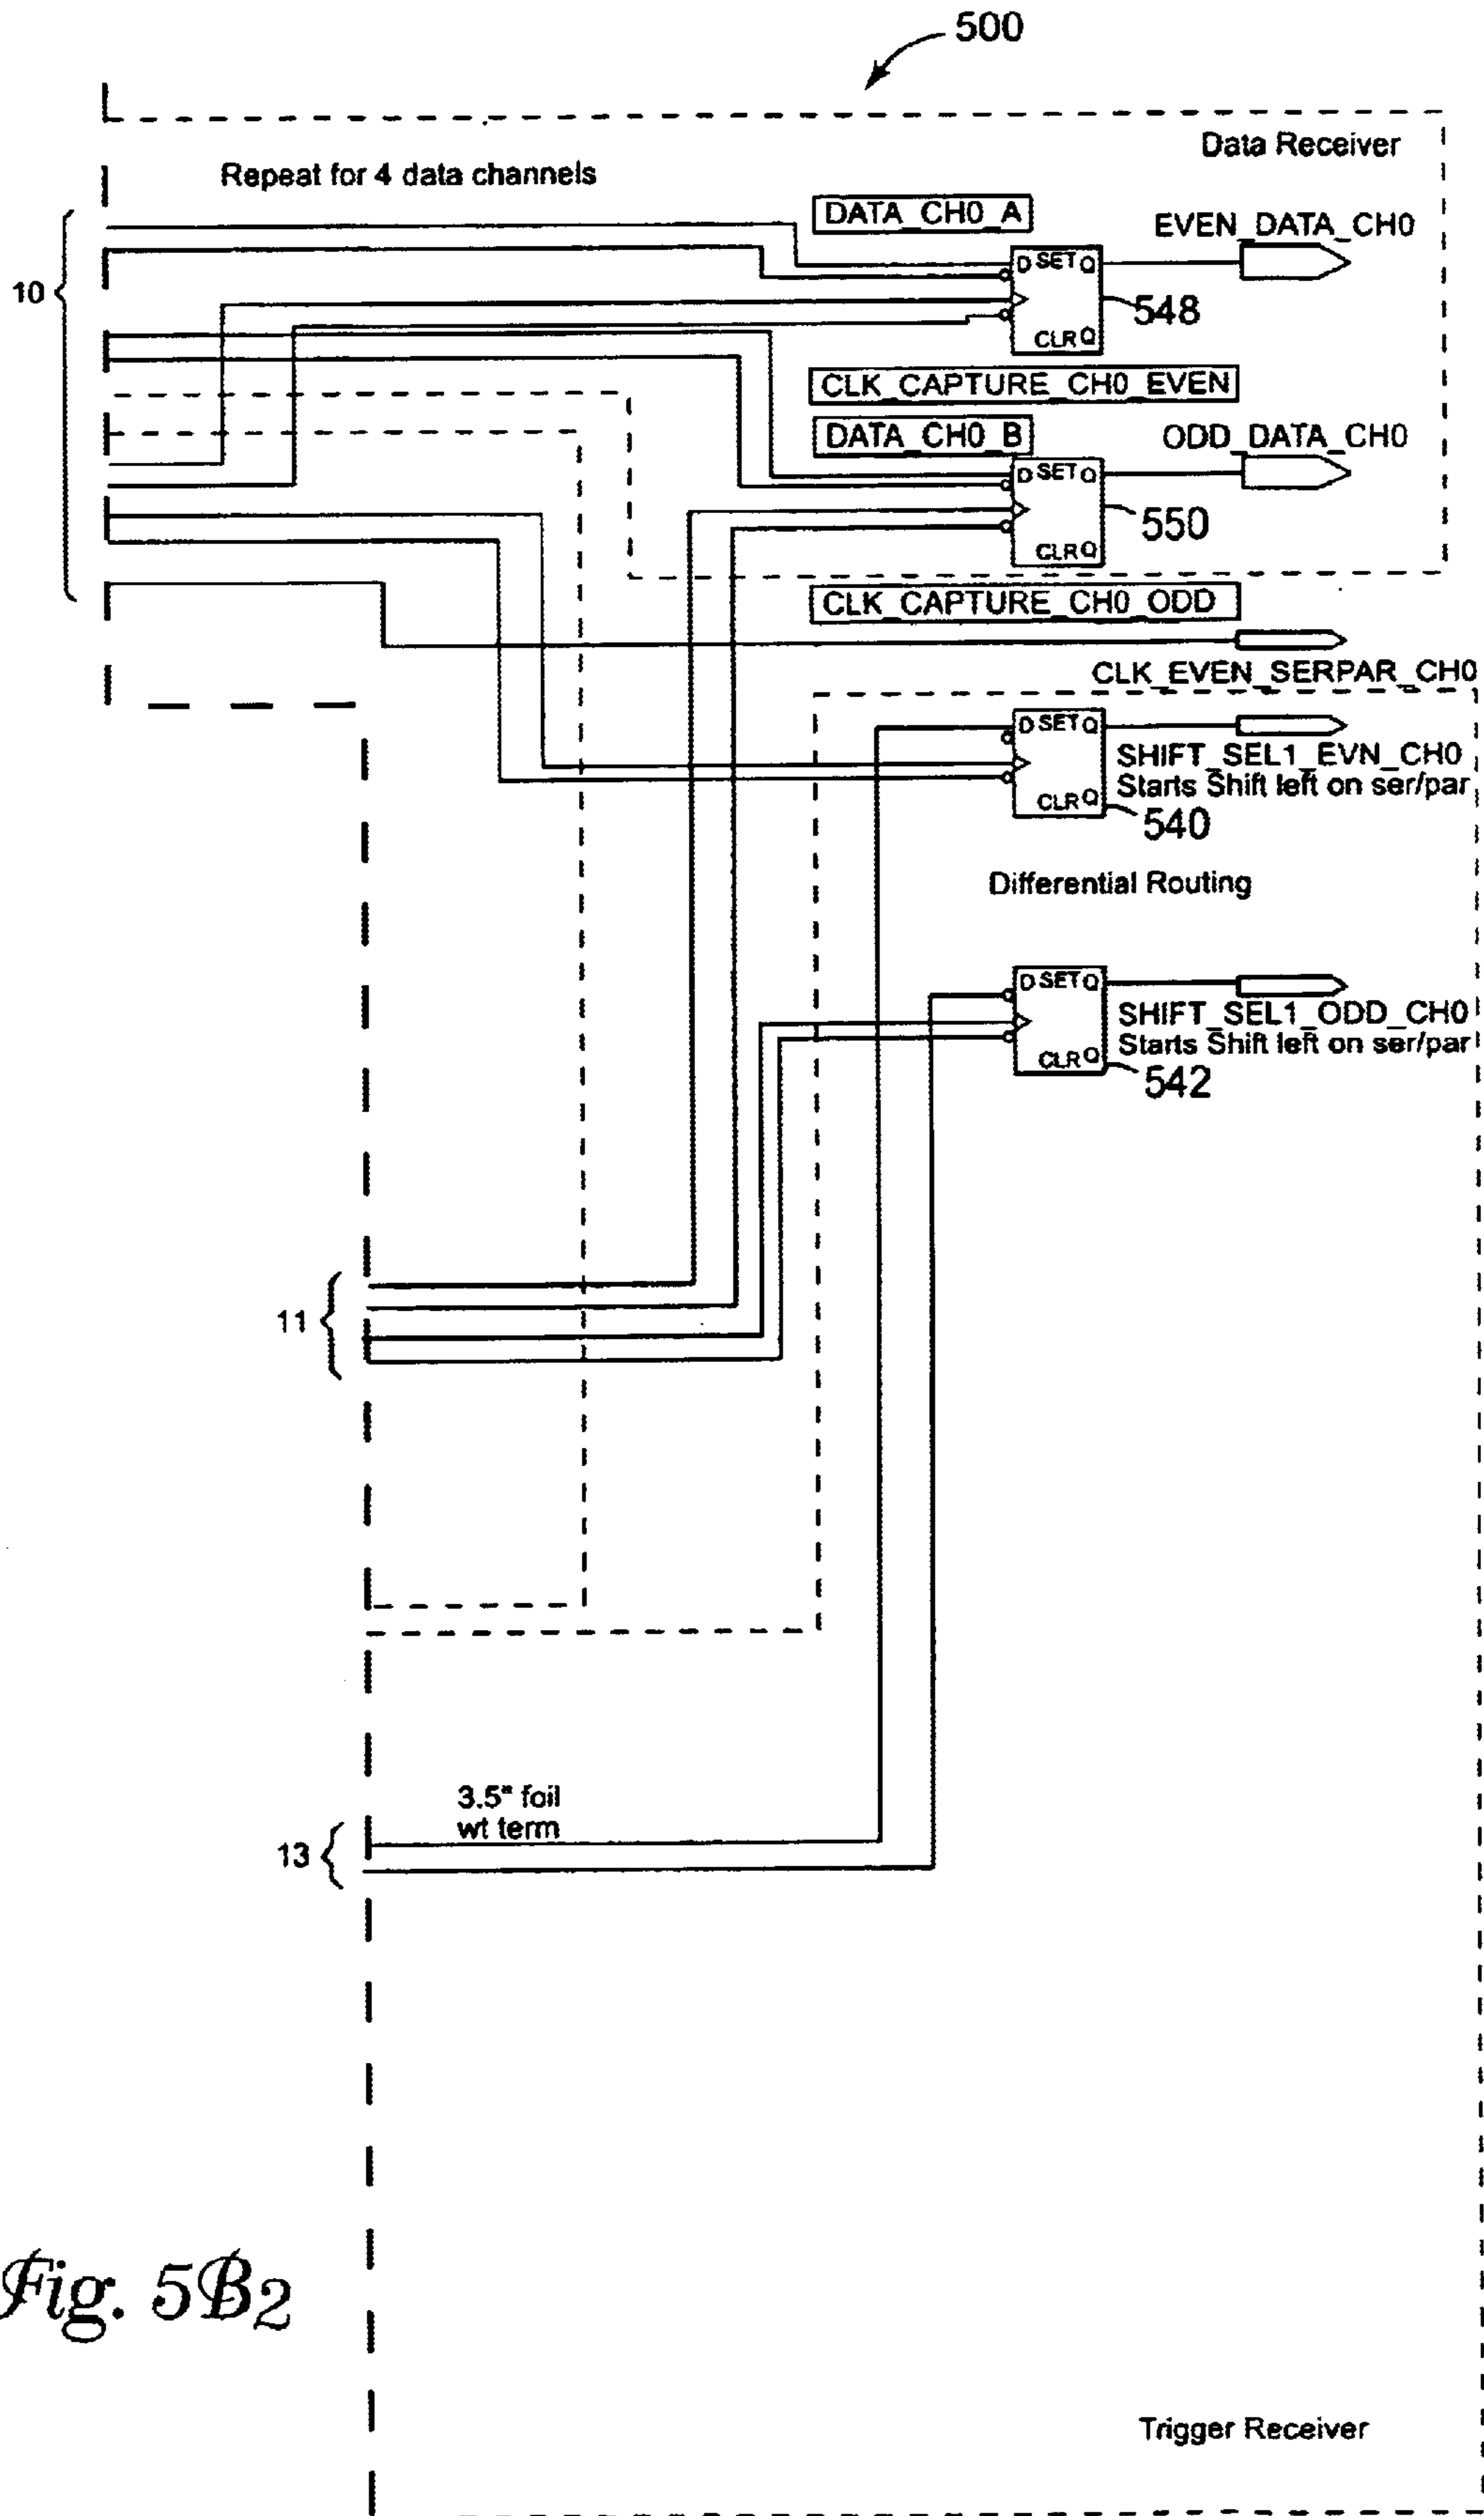 500
Data Receiver
Repeat for 4 data channels
DATA_CH0_A
EVEN_DATA_CH0
10
D SET Q
548
CLR Q
CLK_CAPTURE_CH0_EVEN
DATA_CH0_B
ODD_DATA_CH0
D SET Q
550
CLR Q
CLK_CAPTURE_CH0_ODD
CLK_EVEN_SERPAR_CH0
D SET Q
SHIFT_SEL1_EVN_CH0
Starts Shift left on ser/par
CLR Q
540
Differential Routing
D SET Q
SHIFT_SEL1_ODD_CH0
Starts Shift left on ser/par
CLR Q
542
11
3.5" foil
wt term
13
Fig. 5B2
Trigger Receiver